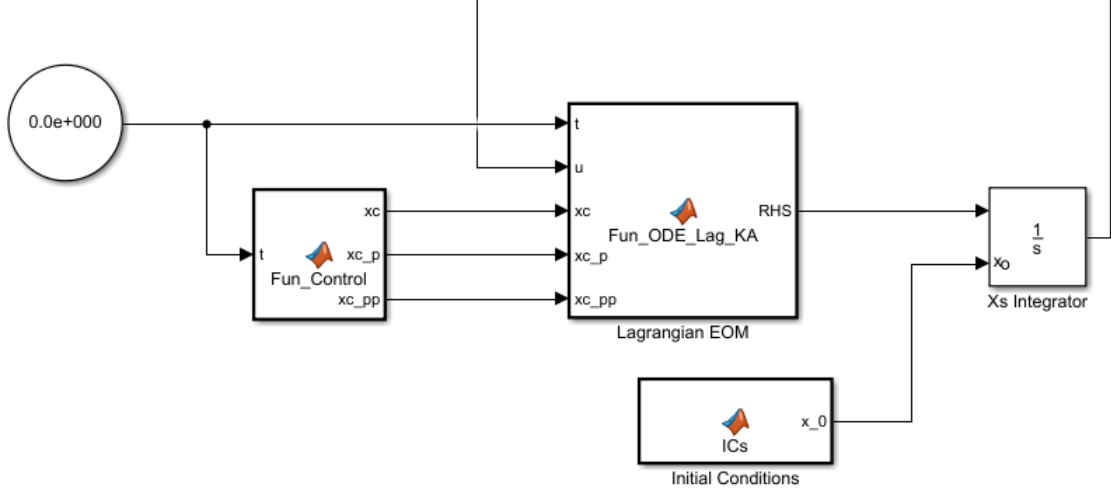 0.0e+000
t
xc
xc_p
xc_pp
Fun_Control
t
u
xc
xc_p
xc_pp
RHS
Fun_ODE_Lag_KA
Lagrangian EOM
1
s
xo
Xs Integrator
x_0
ICs
Initial Conditions